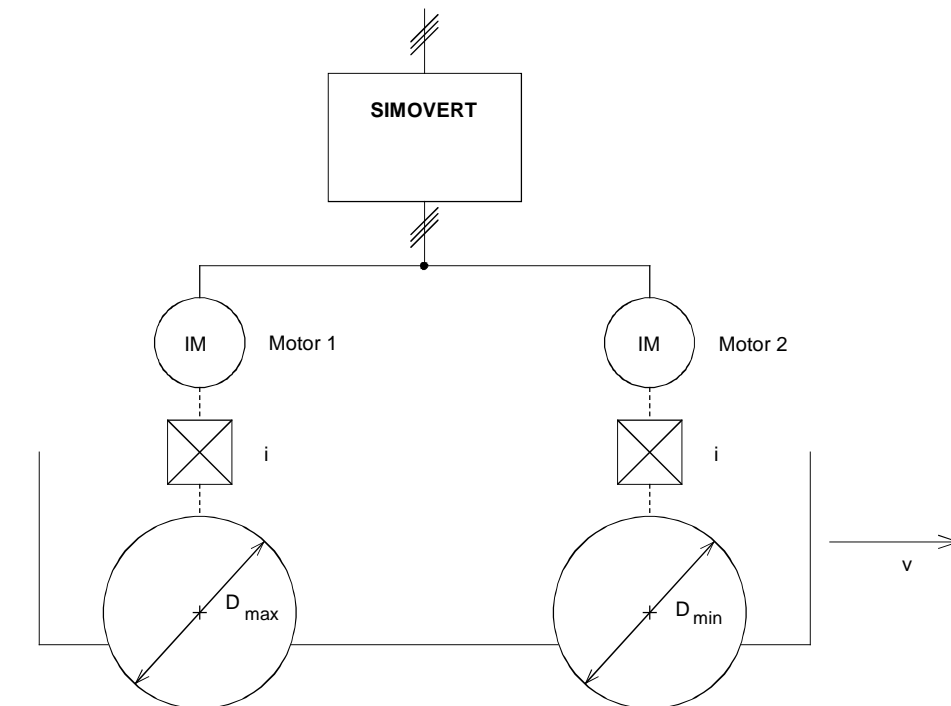 SIMOVERT
IM
Motor 1
IM
Motor 2
i
i
D max
D min
v